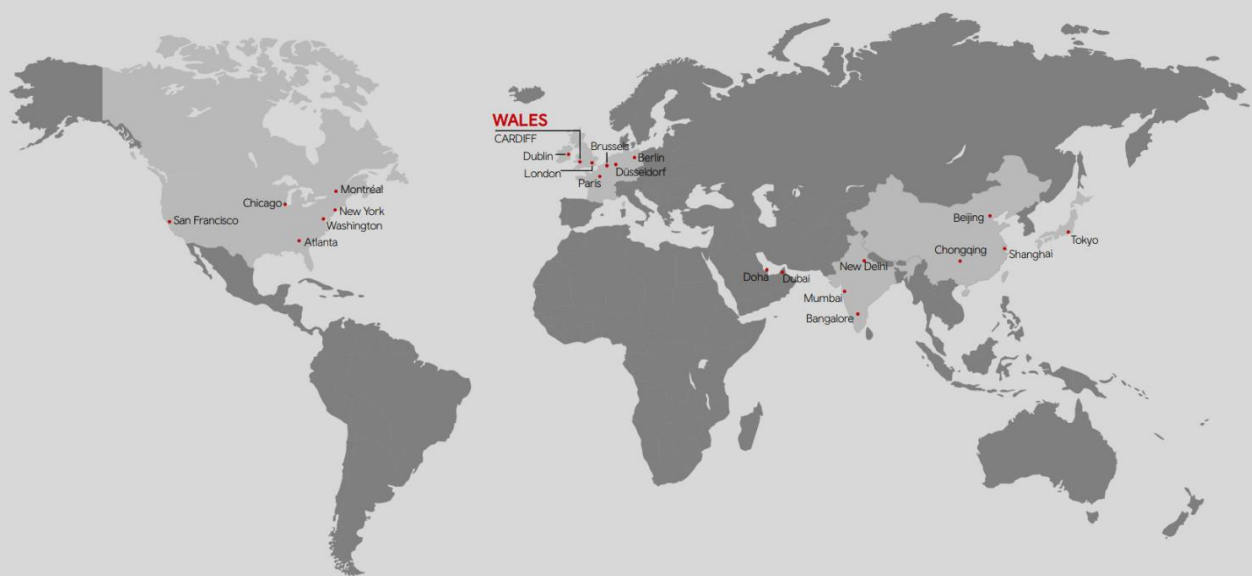 WALES
CARDIFF
Brussels
Dublin
Berlin
London
Düsseldorf
Paris
Montréal
Chicago
New York
San Francisco
Washington
Atlanta
Beijing
Tokyo
Chongqing
Shanghai
New Delhi
Doha
Dubai
Mumbai
Bangalore